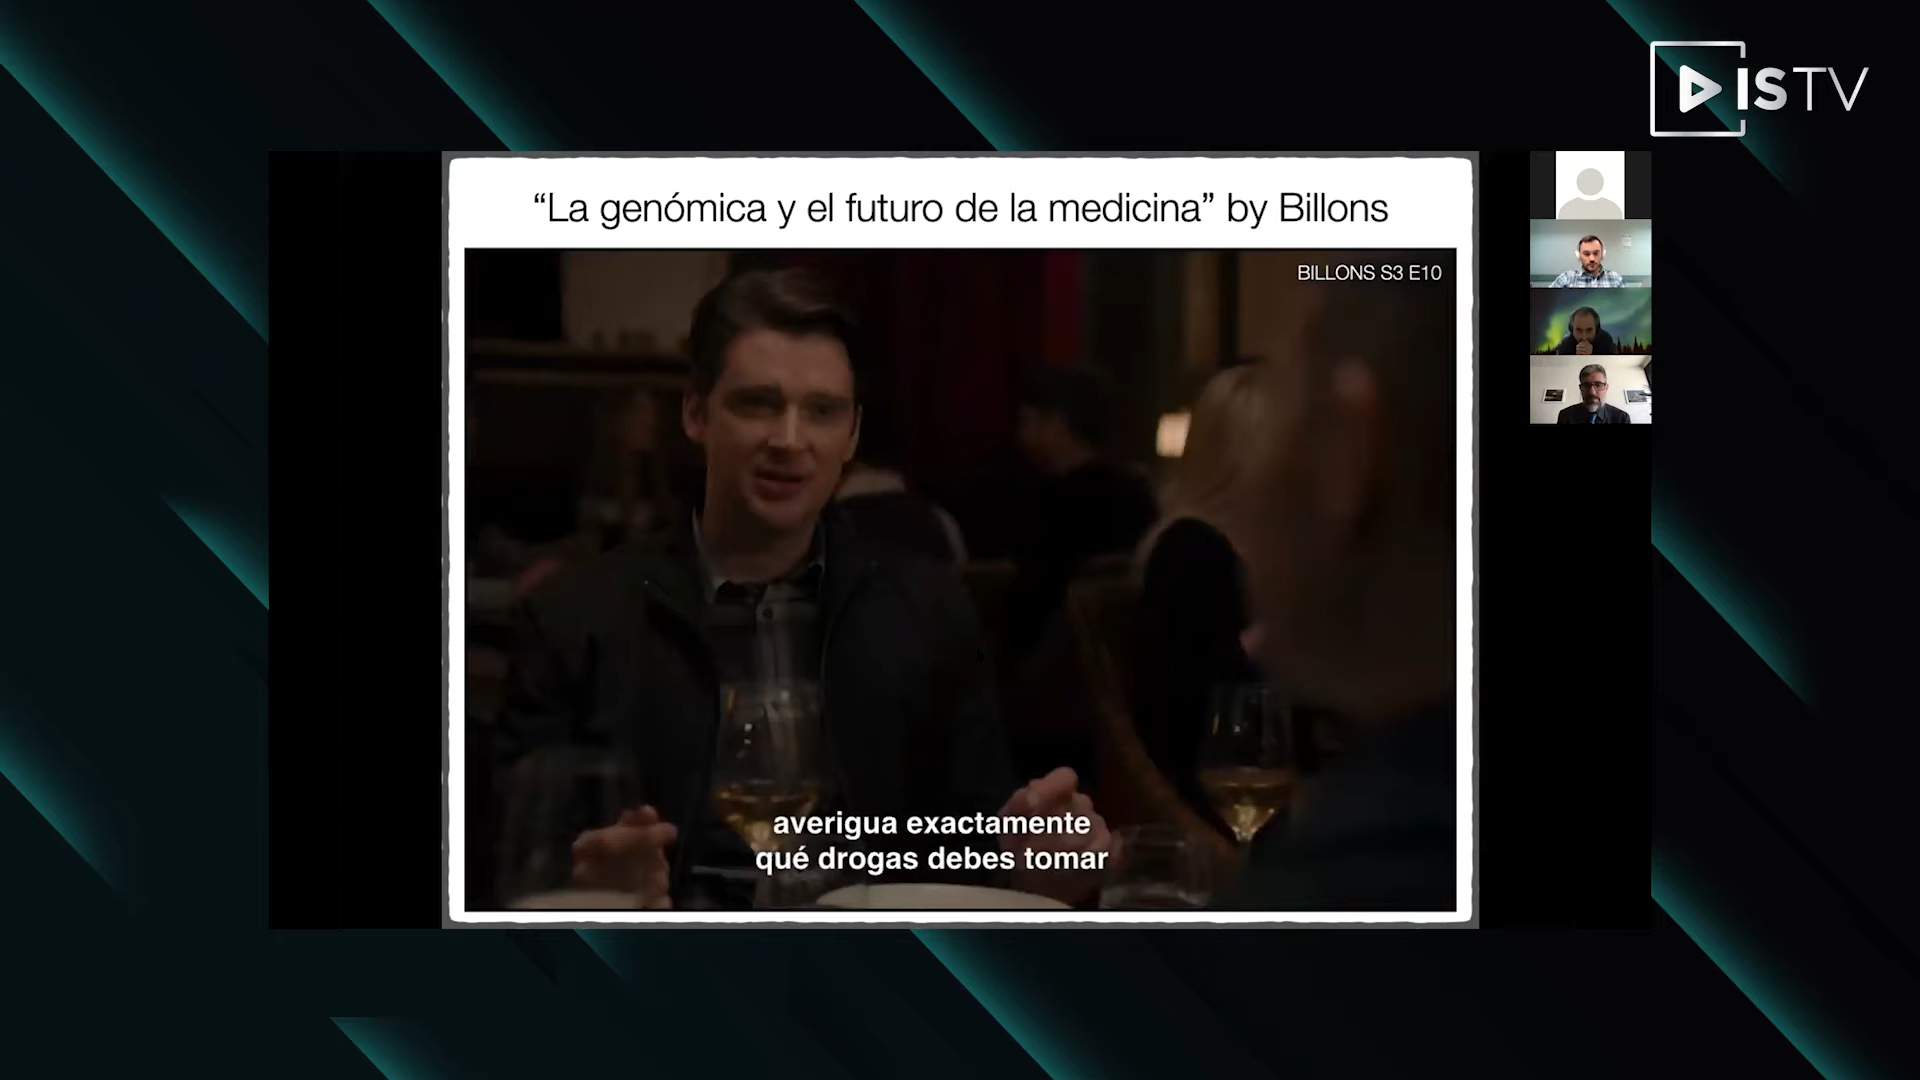 ISTV
“La genómica y el futuro de la medicina” by Billons
BILLONS S3 E10
averigua exactamente
qué drogas debes tomar